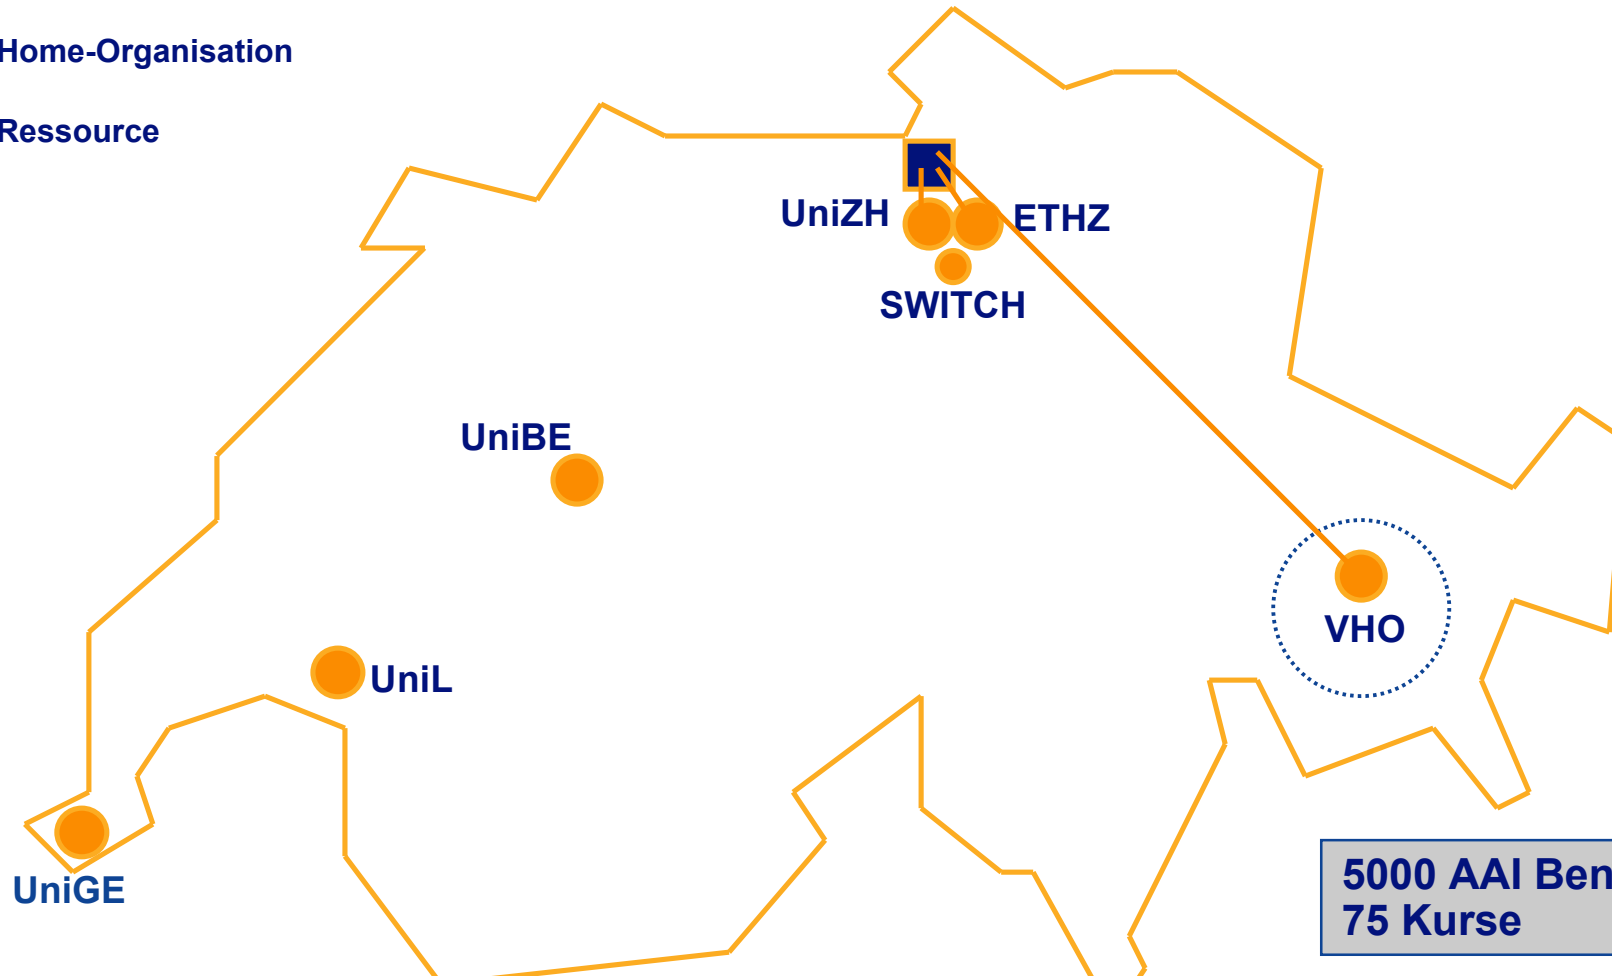 Home-Organisation
Ressource
UniZH
ETHZ
SWITCH
UniBE
VHO
UniL
UniGE
5000 AAI Ben
75 Kurse